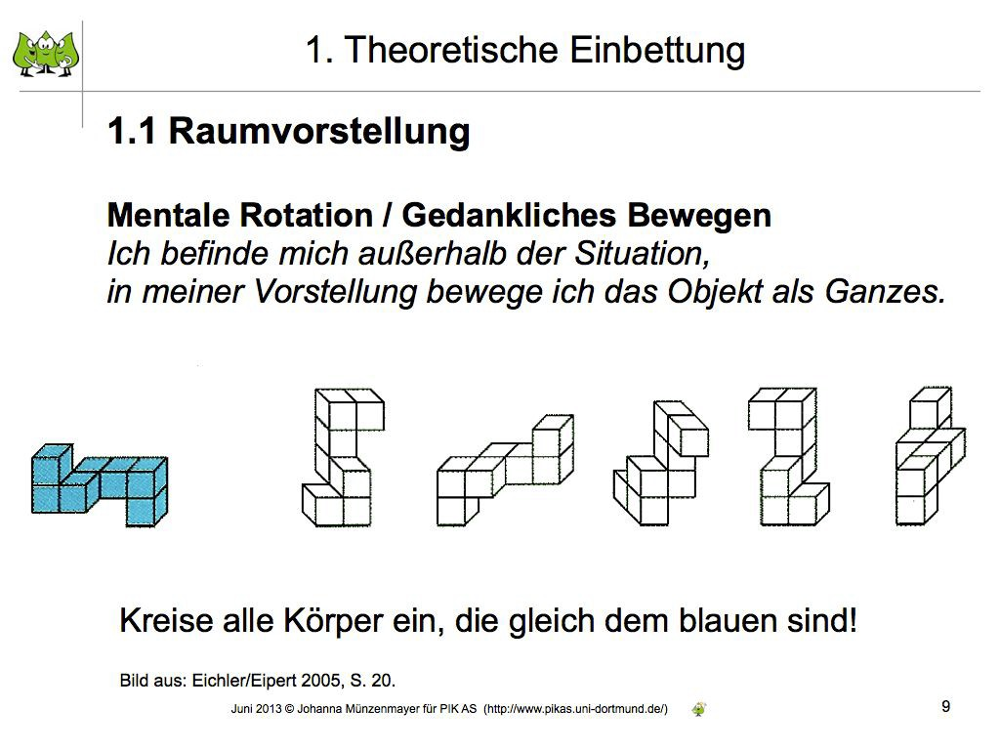 1. Theoretische Einbettung
1.1 Raumvorstellung
Mentale Rotation / Gedankliches Bewegen
Ich befinde mich außerhalb der Situation,
in meiner Vorstellung bewege ich das Objekt als Ganzes.
Kreise alle Körper ein, die gleich dem blauen sind!
Bild aus: Eichler/Eipert 2005, S. 20.
Juni 2013 © Johanna Münzenmayer für PIK AS (http://www.pikas.uni-dortmund.de/)
9